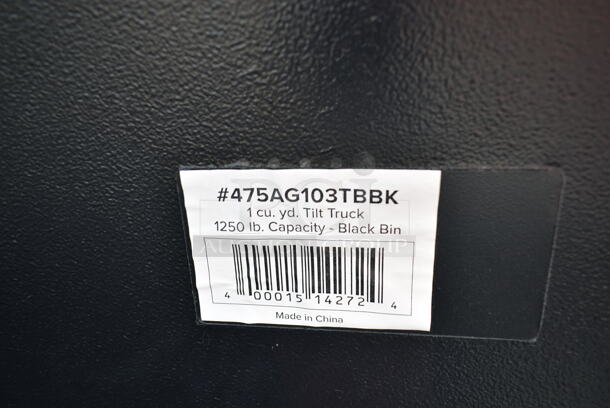 #475AG103TBBK
1 cu. yd. Tilt Truck
1250 lb. Capacity - Black Bin
4 00015 14272 4
Made in China